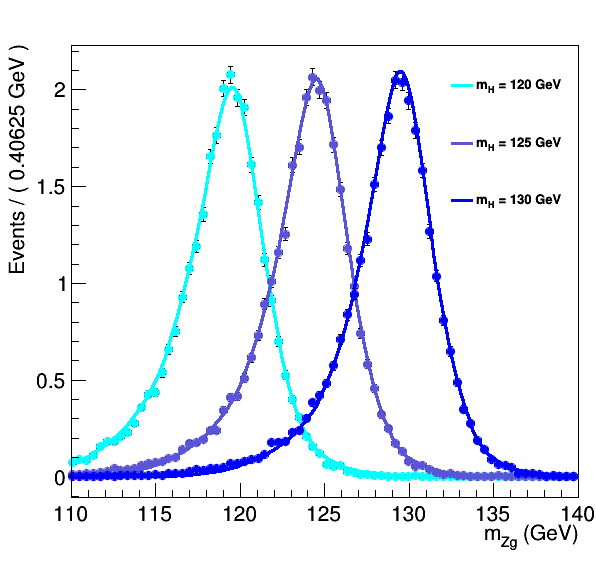 Events / ( 0.40625 GeV )
2
1.5
1
0.5
0
m_H = 120 GeV
m_H = 125 GeV
m_H = 130 GeV
110 115 120 125 130 135 140
m_Zg (GeV)